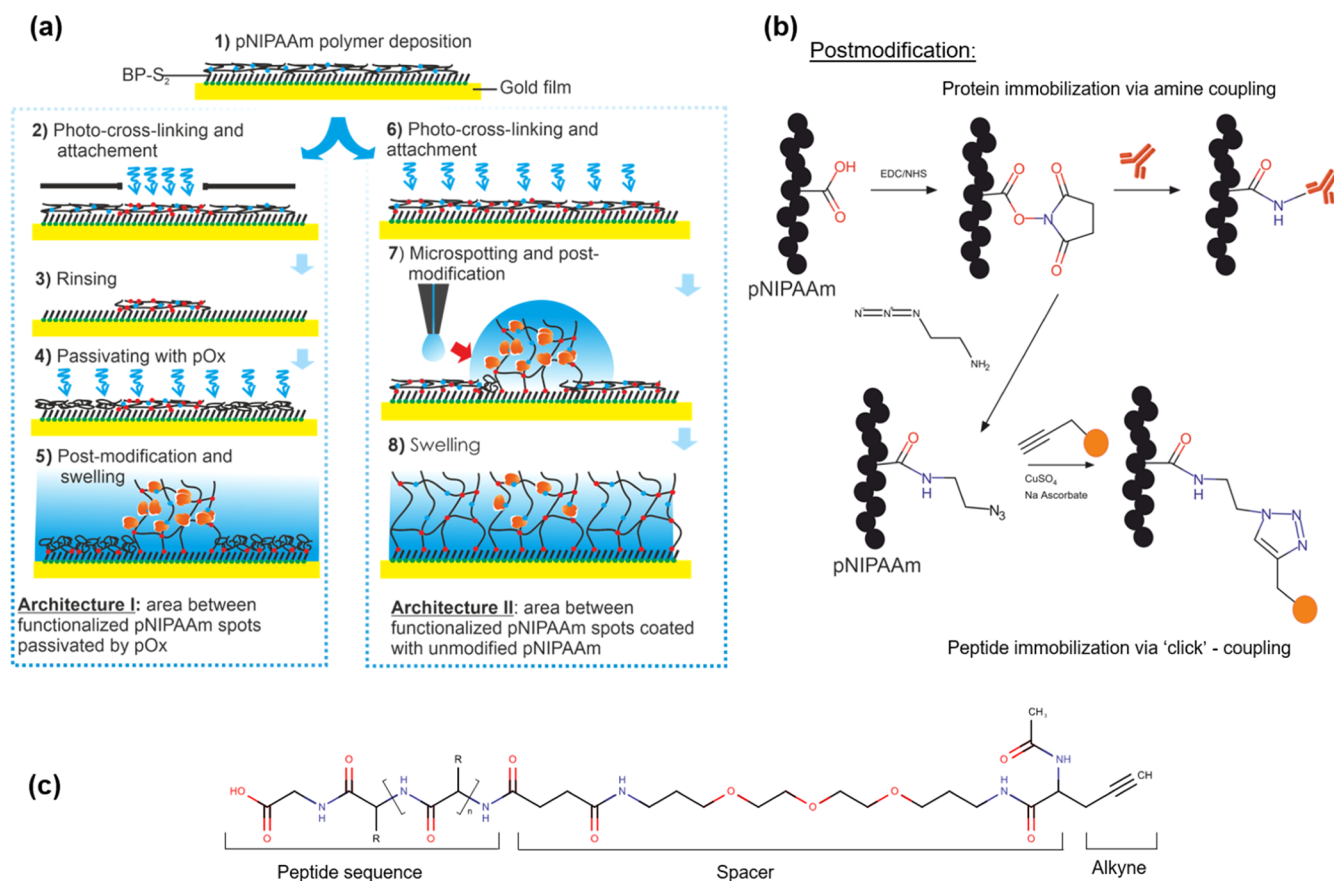 (a)
1) pNIPAAm polymer deposition
BP-S2
Gold film
2) Photo-cross-linking and
attachement
3) Rinsing
4) Passivating with pOx
5) Post-modification and
swelling
Architecture I: area between
functionalized pNIPAAm spots
passivated by pOx
6) Photo-cross-linking and
attachment
7) Microspotting and post-
modification
8) Swelling
Architecture II: area between
functionalized pNIPAAm spots coated
with unmodified pNIPAAm
(b)
Postmodification:
Protein immobilization via amine coupling
OH
O
EDC/NHS
O
O
O
N
O
O
N
H
pNIPAAm
N
N
N
NH2
O
N
H
N3
pNIPAAm
CuSO4
Na Ascorbate
O
N
H
N
N
N
Peptide immobilization via ‘click’ - coupling
(c)
HO
O
N
H
O
R
H
N
O
R
n
N
H
O
O
H
N
O
O
O
H
N
O
O
CH3
NH
CH
Peptide sequence
Spacer
Alkyne